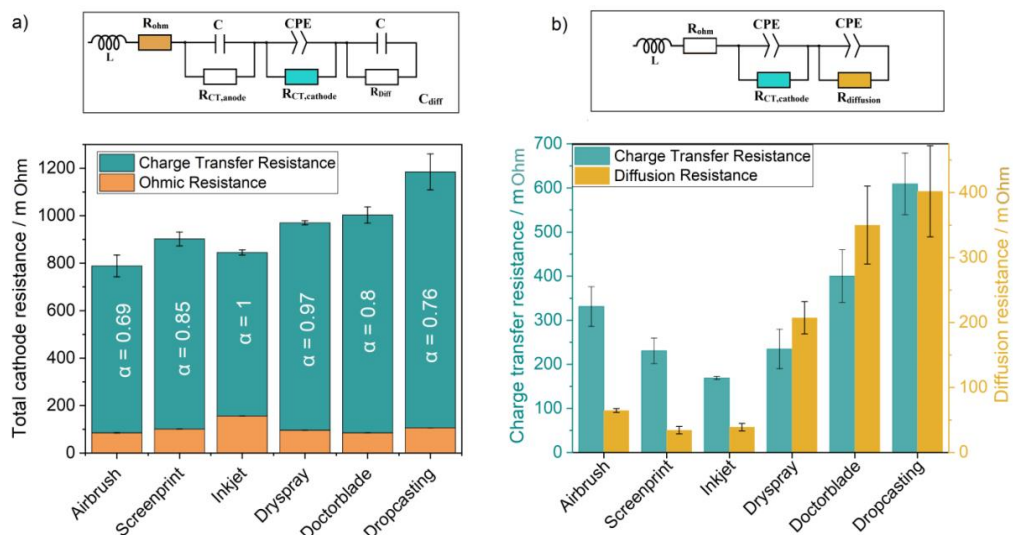 a)
L
Rohm
C
RCT,anode
CPE
RCT,cathode
C
RDiff
Cdiff
Total cathode resistance / m Ohm
1200
1000
800
600
400
200
0
Charge Transfer Resistance
Ohmic Resistance
α = 0.69
α = 0.85
α = 1
α = 0.97
α = 0.8
α = 0.76
Airbrush
Screenprint
Inkjet
Dryspray
Doctorblade
Dropcasting
b)
L
Rohm
CPE
RCT,cathode
CPE
Rdiffusion
Charge transfer resistance / m Ohm
700
600
500
400
300
200
100
0
Charge Transfer Resistance
Diffusion Resistance
400
300
200
100
0
Diffusion resistance / m Ohm
Airbrush
Screenprint
Inkjet
Dryspray
Doctorblade
Dropcasting